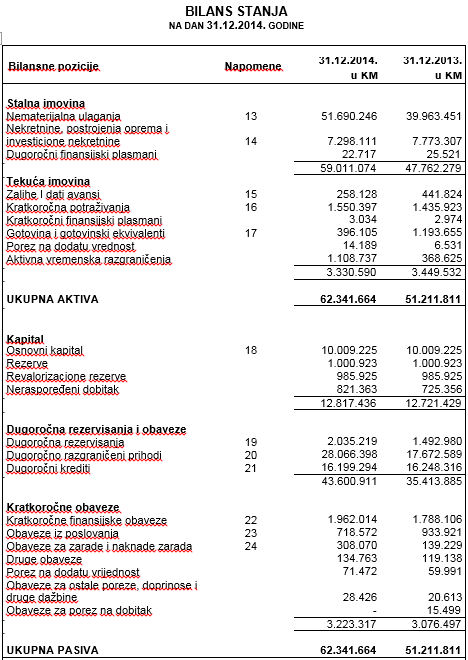 BILANS STANJA
NA DAN 31.12.2014. GODINE
Bilansne pozicije Napomene 31.12.2014. 31.12.2013.
u KM u KM
Stalna imovina
Nematerijalna ulaganja 13 51.690.246 39.963.451
Nekretnine, postrojenja oprema i
investicione nekretnine 14 7.298.111 7.773.307
Dugoročni finansijski plasmani 22.717 25.521
59.011.074 47.762.279
Tekuća imovina
Zalihe I dati avansi 15 258.128 441.824
Kratkoročna potraživanja 16 1.550.397 1.435.923
Kratkoročni finansijski plasmani 3.034 2.974
Gotovina i gotovinski ekvivalenti 17 396.105 1.193.655
Porez na dodatu vrednost 14.189 6.531
Aktivna vremenska razgraničenja 1.108.737 368.625
3.330.590 3.449.532
UKUPNA AKTIVA 62.341.664 51.211.811
Kapital
Osnovni kapital 18 10.009.225 10.009.225
Rezerve 1.000.923 1.000.923
Revalorizacione rezerve 985.925 985.925
Neraspoređeni dobitak 821.363 725.356
12.817.436 12.721.429
Dugoročna rezervisanja i obaveze
Dugoročna rezervisanja 19 2.035.219 1.492.980
Dugoročno razgraničeni prihodi 20 28.066.398 17.672.589
Dugoročni krediti 21 16.199.294 16.248.316
43.600.911 35.413.885
Kratkoročne obaveze
Kratkoročne finansijske obaveze 22 1.962.014 1.788.106
Obaveze iz poslovanja 23 718.572 933.921
Obaveze za zarade i naknade zarada 24 308.070 139.229
Druge obaveze 134.763 119.138
Porez na dodatu vrijednost 71.472 59.991
Obaveze za ostale poreze, doprinose i
druge dažbine 28.426 20.613
Obaveze za porez na dobitak - 15.499
3.223.317 3.076.497
UKUPNA PASIVA 62.341.664 51.211.811